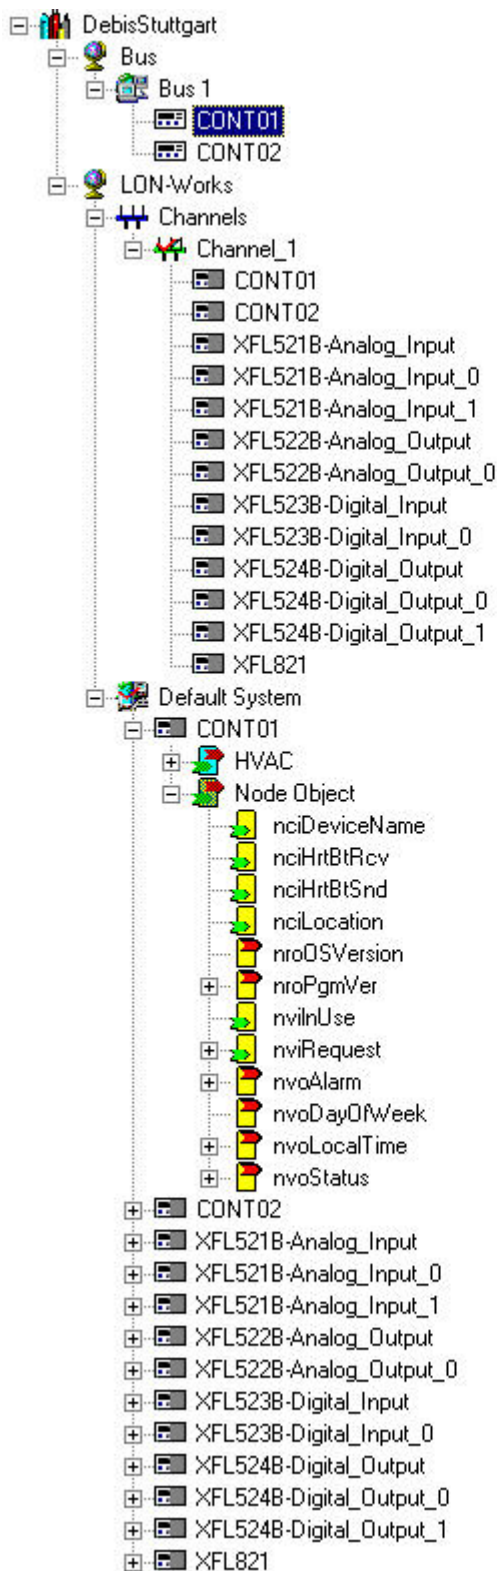 DebisStuttgart
Bus
Bus 1
CONT01
CONT02
LON-Works
Channels
Channel_1
CONT01
CONT02
XFL521B-Analog_Input
XFL521B-Analog_Input_0
XFL521B-Analog_Input_1
XFL522B-Analog_Output
XFL522B-Analog_Output_0
XFL523B-Digital_Input
XFL523B-Digital_Input_0
XFL524B-Digital_Output
XFL524B-Digital_Output_0
XFL524B-Digital_Output_1
XFL821
Default System
CONT01
HVAC
Node Object
nciDeviceName
nciHrtBtRcv
nciHrtBtSnd
nciLocation
nroOSVersion
nroPgmVer
nviInUse
nviRequest
nvoAlarm
nvoDayOfWeek
nvoLocalTime
nvoStatus
CONT02
XFL521B-Analog_Input
XFL521B-Analog_Input_0
XFL521B-Analog_Input_1
XFL522B-Analog_Output
XFL522B-Analog_Output_0
XFL523B-Digital_Input
XFL523B-Digital_Input_0
XFL524B-Digital_Output
XFL524B-Digital_Output_0
XFL524B-Digital_Output_1
XFL821